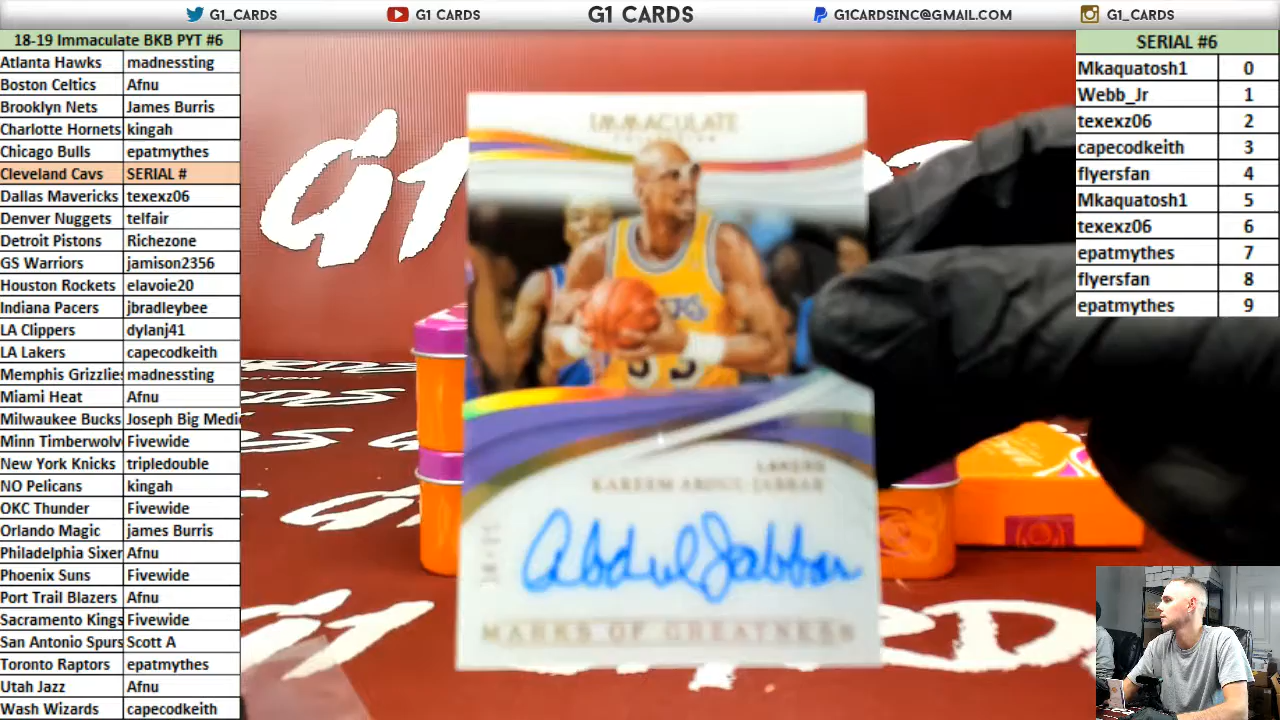 G1_CARDS
G1 CARDS
G1 CARDS
G1CARDSINC@GMAIL.COM
G1_CARDS
18-19 Immaculate BKB PYT #6
Atlanta Hawks madnessting
Boston Celtics Afnu
Brooklyn Nets James Burris
Charlotte Hornets kingah
Chicago Bulls epatmythes
Cleveland Cavs SERIAL #
Dallas Mavericks texexz06
Denver Nuggets telfair
Detroit Pistons Richezone
GS Warriors jamison2356
Houston Rockets elavoie20
Indiana Pacers jbradleybee
LA Clippers dylanj41
LA Lakers capecodkeith
Memphis Grizzlies madnessting
Miami Heat Afnu
Milwaukee Bucks Joseph Big Medi
Minn Timberwolv Fivewide
New York Knicks tripledouble
NO Pelicans kingah
OKC Thunder Fivewide
Orlando Magic james Burris
Philadelphia Sixer Afnu
Phoenix Suns Fivewide
Port Trail Blazers Afnu
Sacramento Kings Fivewide
San Antonio Spurs Scott A
Toronto Raptors epatmythes
Utah Jazz Afnu
Wash Wizards capecodkeith
SERIAL #6
Mkaquatosh1 0
Webb_Jr 1
texexz06 2
capecodkeith 3
flyersfan 4
Mkaquatosh1 5
texexz06 6
epatmythes 7
flyersfan 8
epatmythes 9
IMMACULATE
COLLECTION
LAKERS
KAREEM ABDUL-JABBAR
Abdul Jabbar
MARKS OF GREATNESS